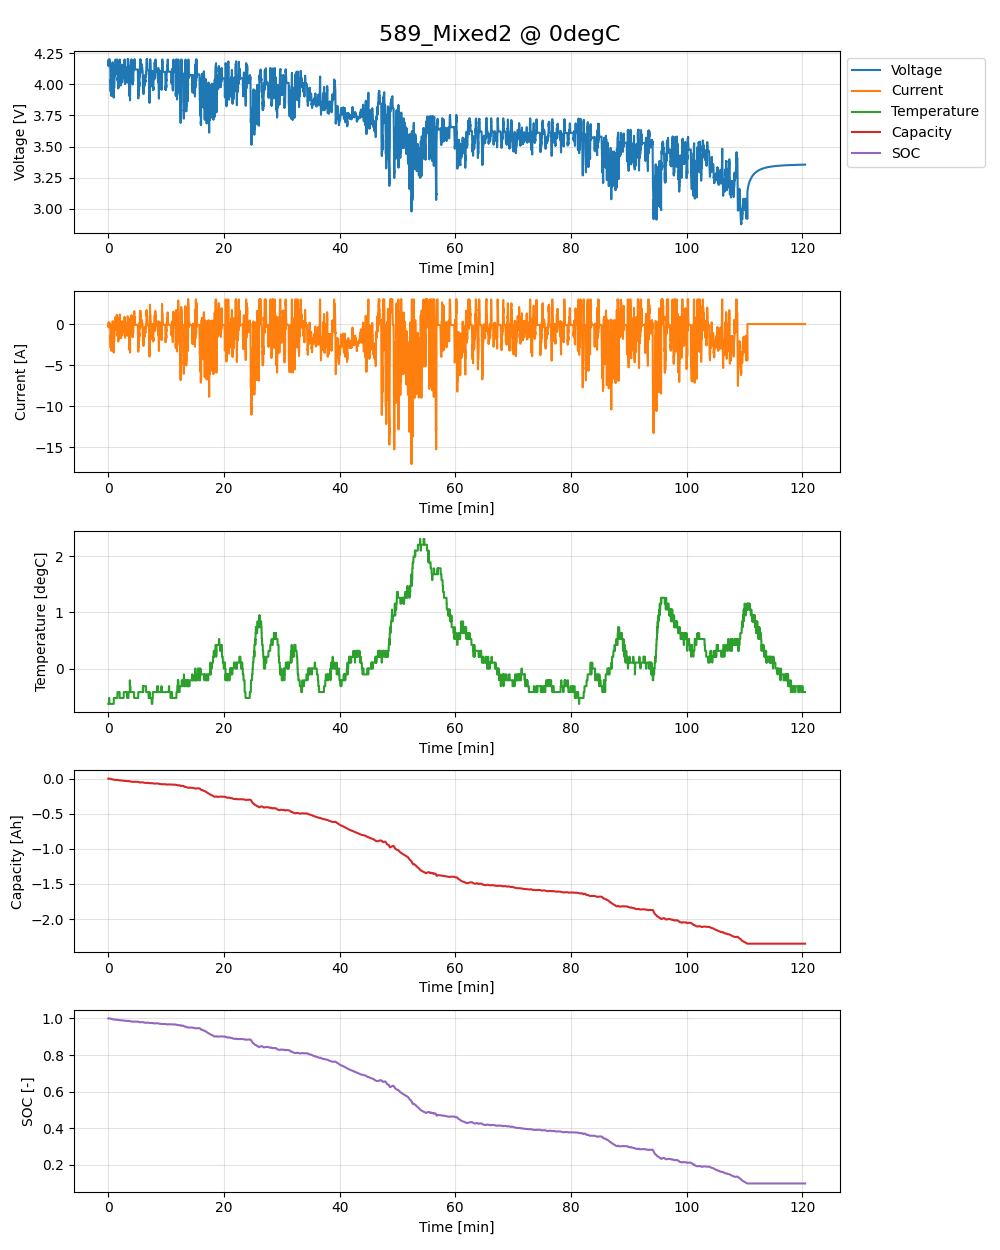 589_Mixed2 @ 0degC
Voltage [V]
4.25
4.00
3.75
3.50
3.25
3.00
0 20 40 60 80 100 120
Time [min]
Voltage
Current
Temperature
Capacity
SOC
Current [A]
0
−5
−10
−15
0 20 40 60 80 100 120
Time [min]
Temperature [degC]
2
1
0
0 20 40 60 80 100 120
Time [min]
Capacity [Ah]
0.0
−0.5
−1.0
−1.5
−2.0
0 20 40 60 80 100 120
Time [min]
SOC [-]
1.0
0.8
0.6
0.4
0.2
0 20 40 60 80 100 120
Time [min]